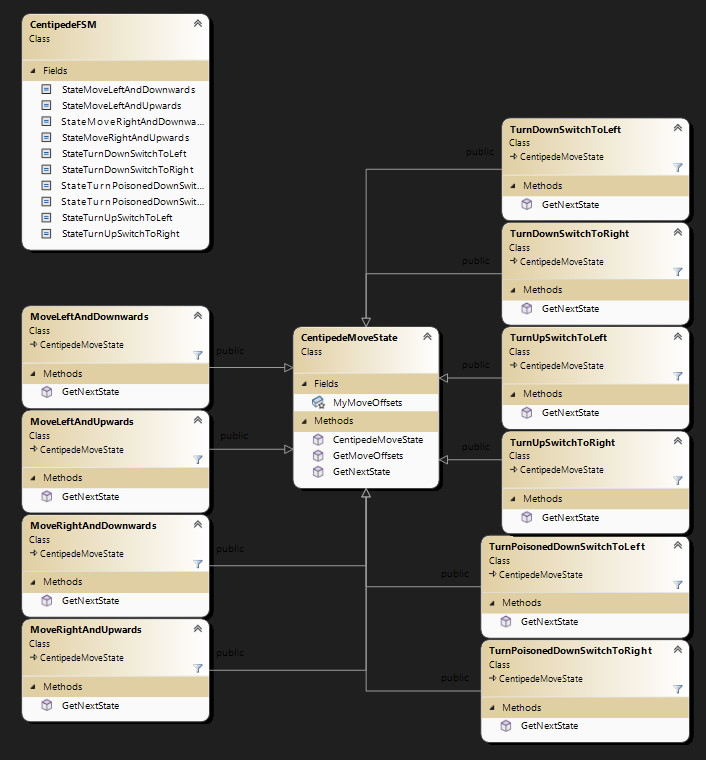 CentipedeFSM
Class
Fields
StateMoveLeftAndDownwards
StateMoveLeftAndUpwards
StateMoveRightAndDownwa...
StateMoveRightAndUpwards
StateTurnDownSwitchToLeft
StateTurnDownSwitchToRight
StateTurnPoisonedDownSwit...
StateTurnPoisonedDownSwit...
StateTurnUpSwitchToLeft
StateTurnUpSwitchToRight
MoveLeftAndDownwards
Class
CentipedeMoveState
Methods
GetNextState
public
MoveLeftAndUpwards
Class
CentipedeMoveState
Methods
GetNextState
public
MoveRightAndDownwards
Class
CentipedeMoveState
Methods
GetNextState
public
MoveRightAndUpwards
Class
CentipedeMoveState
Methods
GetNextState
public
CentipedeMoveState
Class
Fields
MyMoveOffsets
Methods
CentipedeMoveState
GetMoveOffsets
GetNextState
public
TurnDownSwitchToLeft
Class
CentipedeMoveState
Methods
GetNextState
public
TurnDownSwitchToRight
Class
CentipedeMoveState
Methods
GetNextState
public
TurnUpSwitchToLeft
Class
CentipedeMoveState
Methods
GetNextState
public
TurnUpSwitchToRight
Class
CentipedeMoveState
Methods
GetNextState
public
TurnPoisonedDownSwitchToLeft
Class
CentipedeMoveState
Methods
GetNextState
public
TurnPoisonedDownSwitchToRight
Class
CentipedeMoveState
Methods
GetNextState